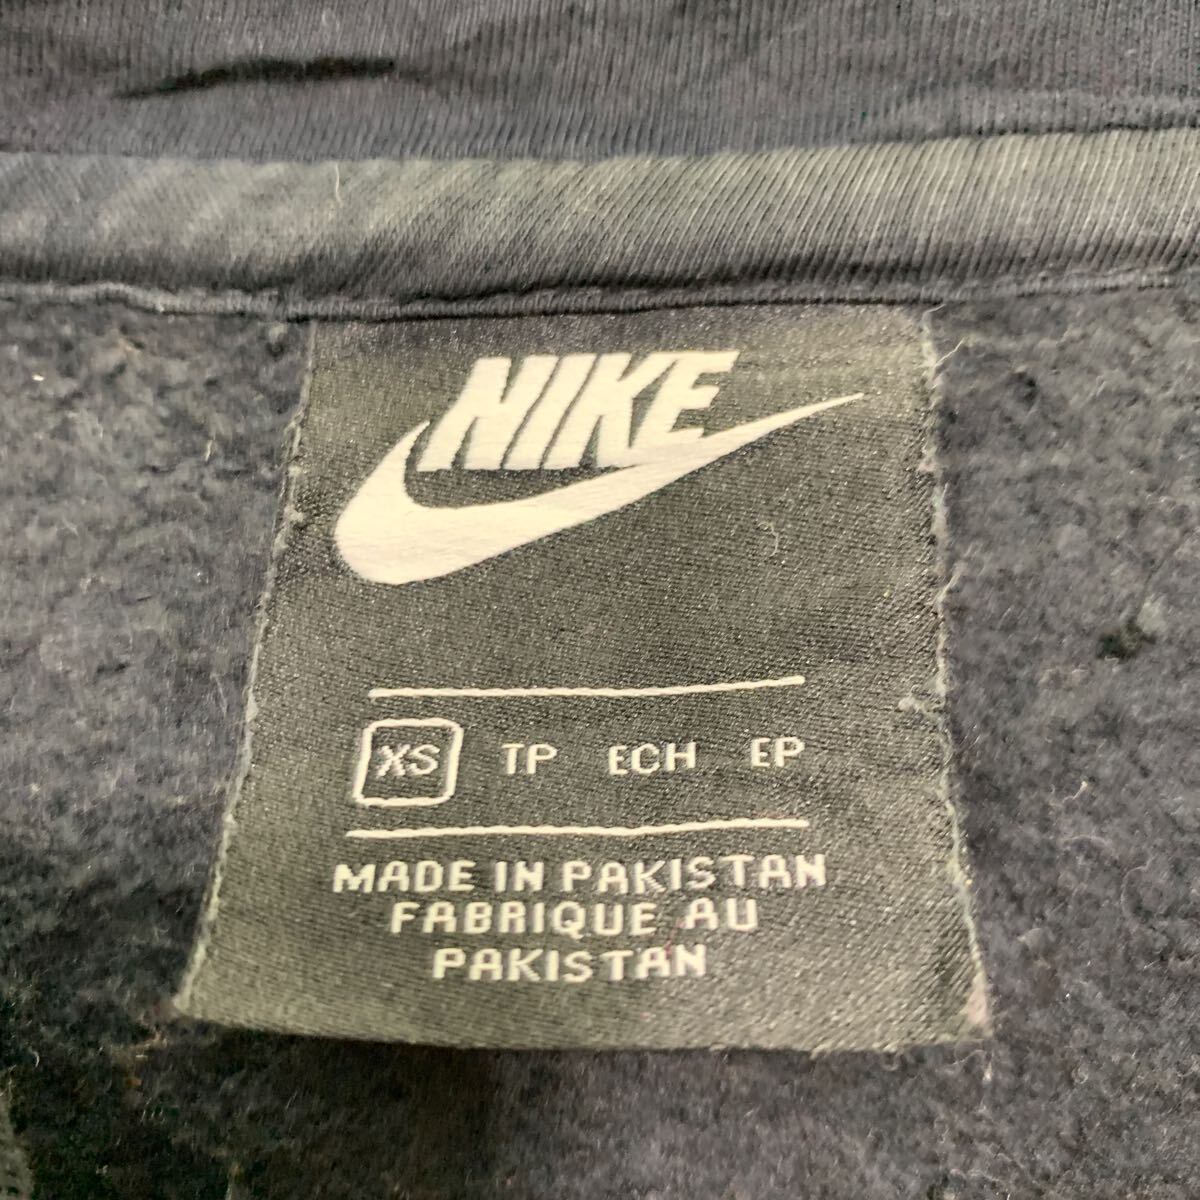 NIKE
XS TP ECH EP
MADE IN PAKISTAN
FABRIQUE AU
PAKISTAN